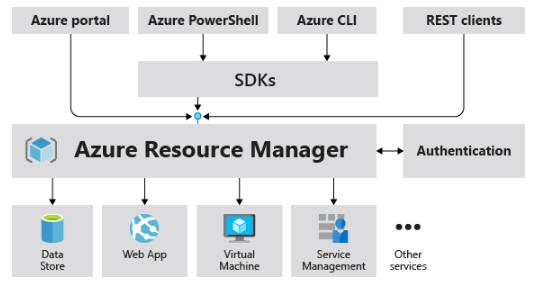 Azure portal
Azure PowerShell
Azure CLI
REST clients
SDKs
Azure Resource Manager
Authentication
Data
Store
Web App
Virtual
Machine
Service
Management
Other
services